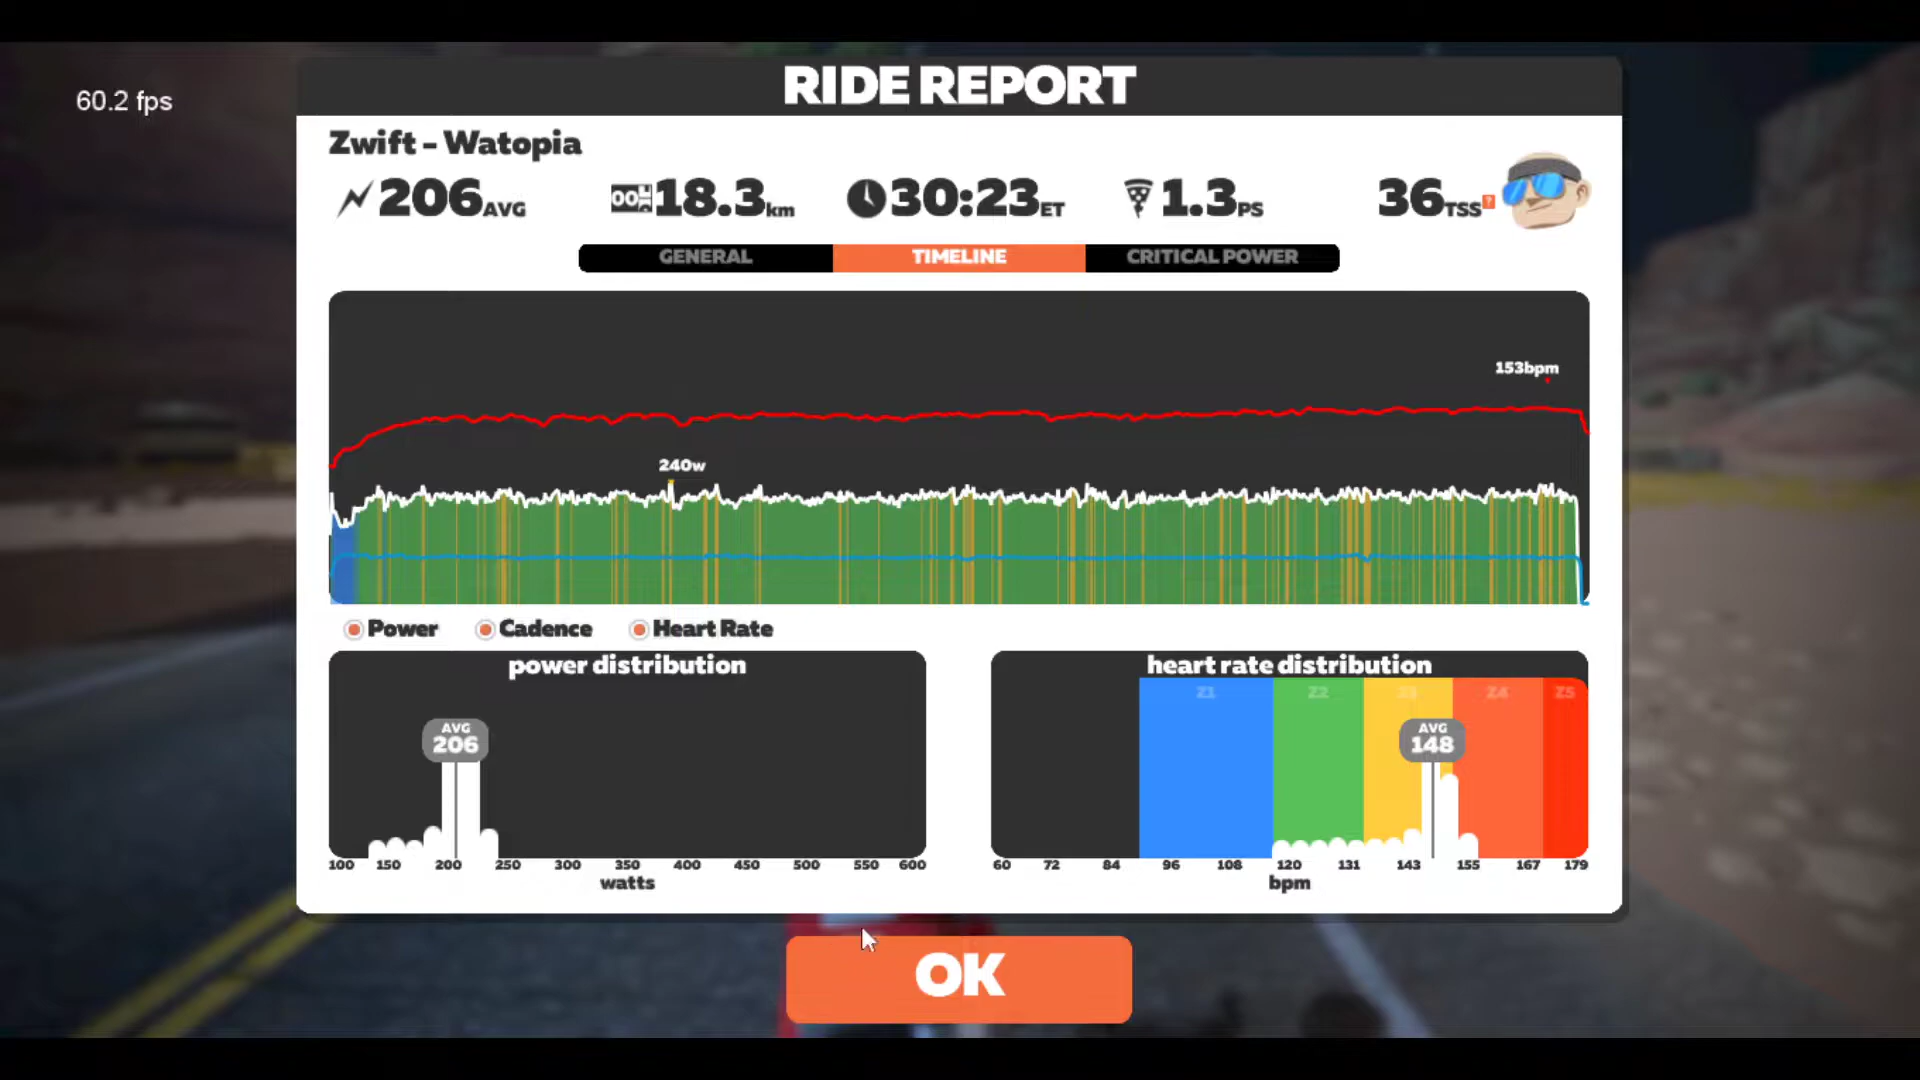 RIDE REPORT
60.2 fps
Zwift - Watopia
206AVG
18.3km
30:23ET
1.3PS
36TSS ?
GENERAL
TIMELINE
CRITICAL POWER
153bpm
240w
Power
Cadence
Heart Rate
power distribution
AVG
206
100 150 200 250 300 350 400 450 500 550 600
watts
heart rate distribution
Z1 Z2 Z3 Z4 Z5
AVG
148
60 72 84 96 108 120 131 143 155 167 179
bpm
OK